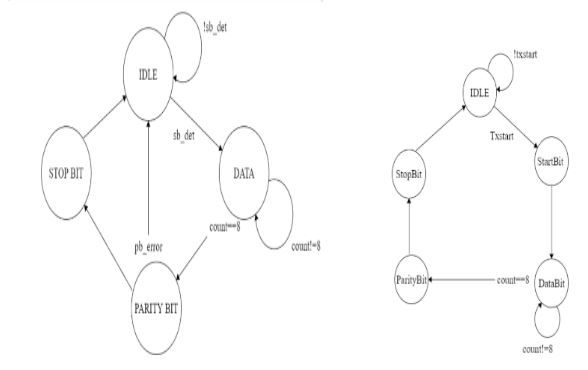 !sb_det
IDLE
sb_det
STOP BIT
DATA
count==8
count!=8
pb_error
PARITY BIT
!txstart
IDLE
Txstart
StartBit
StopBit
ParityBit
count==8
DataBit
count!=8